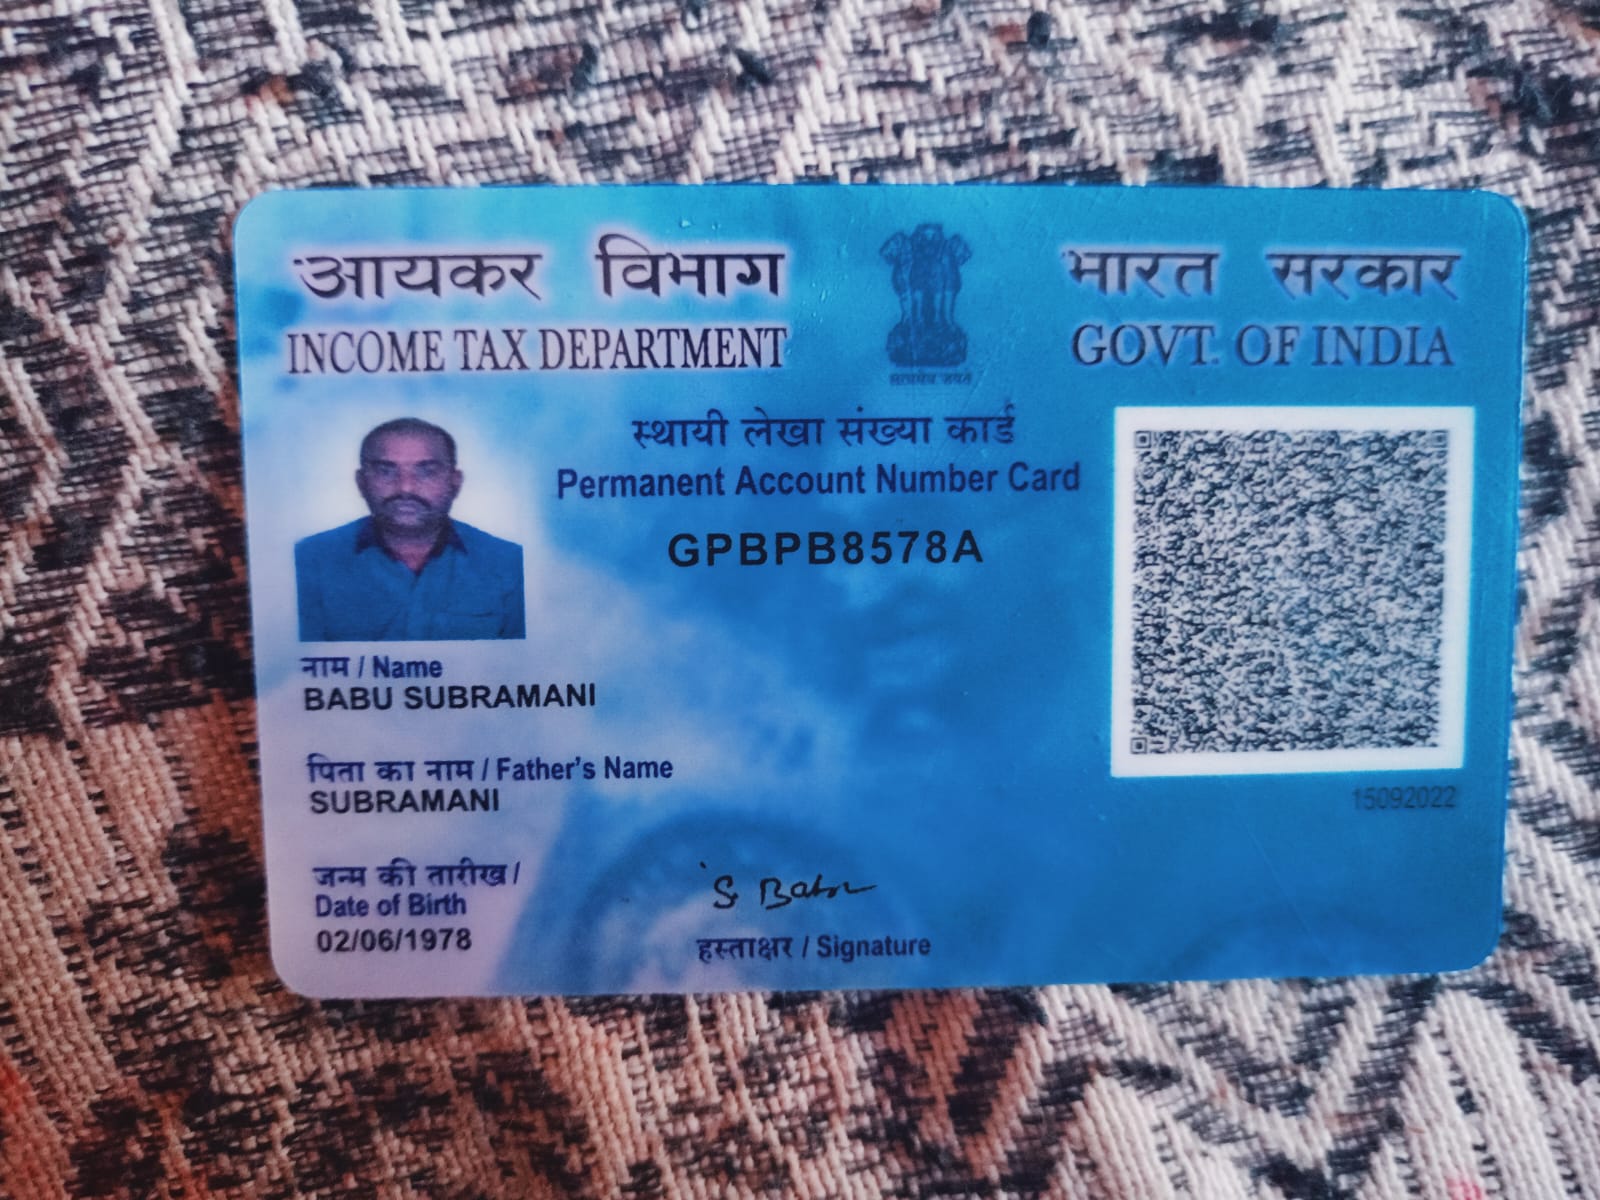 आयकर विभाग
INCOME TAX DEPARTMENT
सत्यमेव जयते
भारत सरकार
GOVT. OF INDIA
स्थायी लेखा संख्या कार्ड
Permanent Account Number Card
GPBPB8578A
नाम / Name
BABU SUBRAMANI
पिता का नाम / Father's Name
SUBRAMANI
15092022
जन्म की तारीख /
Date of Birth
02/06/1978
S Babu
हस्ताक्षर / Signature